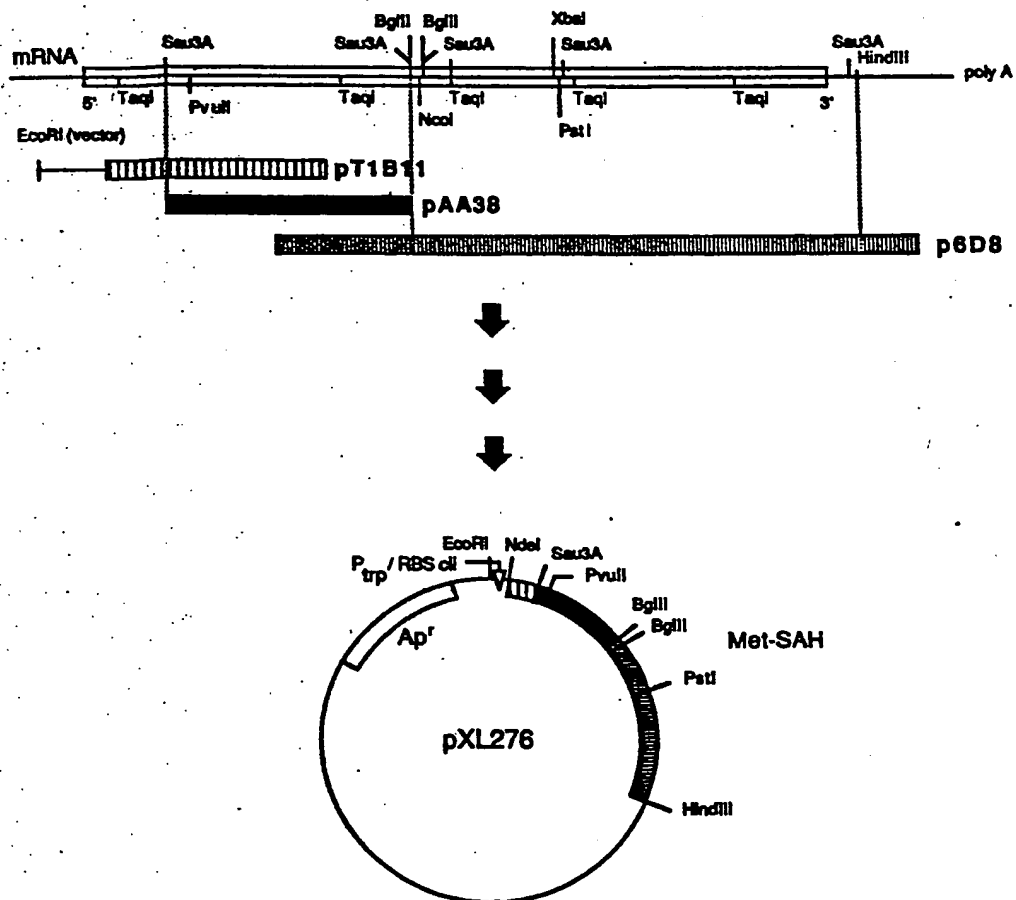 BglII BglII XbaI
Sau3A Sau3A Sau3A Sau3A Sau3A
mRNA HindIII
poly A
5' TaqI PvuII TaqI TaqI TaqI TaqI 3'
NcoI PstI
EcoRI (vector)
pT1B11
pAA38
p6D8
EcoRI NdeI Sau3A
Ptrp/ RBS cII PvuII
BglII
BglII
Apr Met-SAH
PstI
pXL276
HindIII